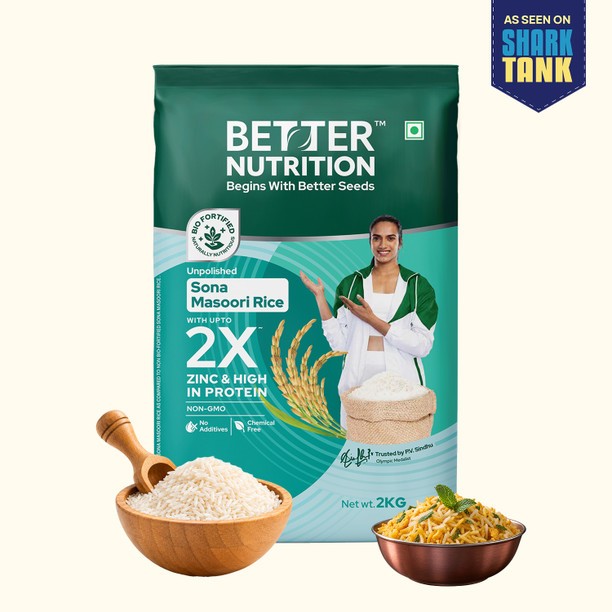 AS SEEN ON
SHARK
TANK
BETTER™
NUTRITION
Begins With Better Seeds
BIO FORTIFIED
NATURALLY NUTRITIOUS
Unpolished
Sona
Masoori Rice
WITH UPTO
2X
ZINC & HIGH
IN PROTEIN
NON-GMO
No
Additives
Chemical
Free
Trusted by P.V. Sindhu
Olympic Medalist
Net wt. 2KG